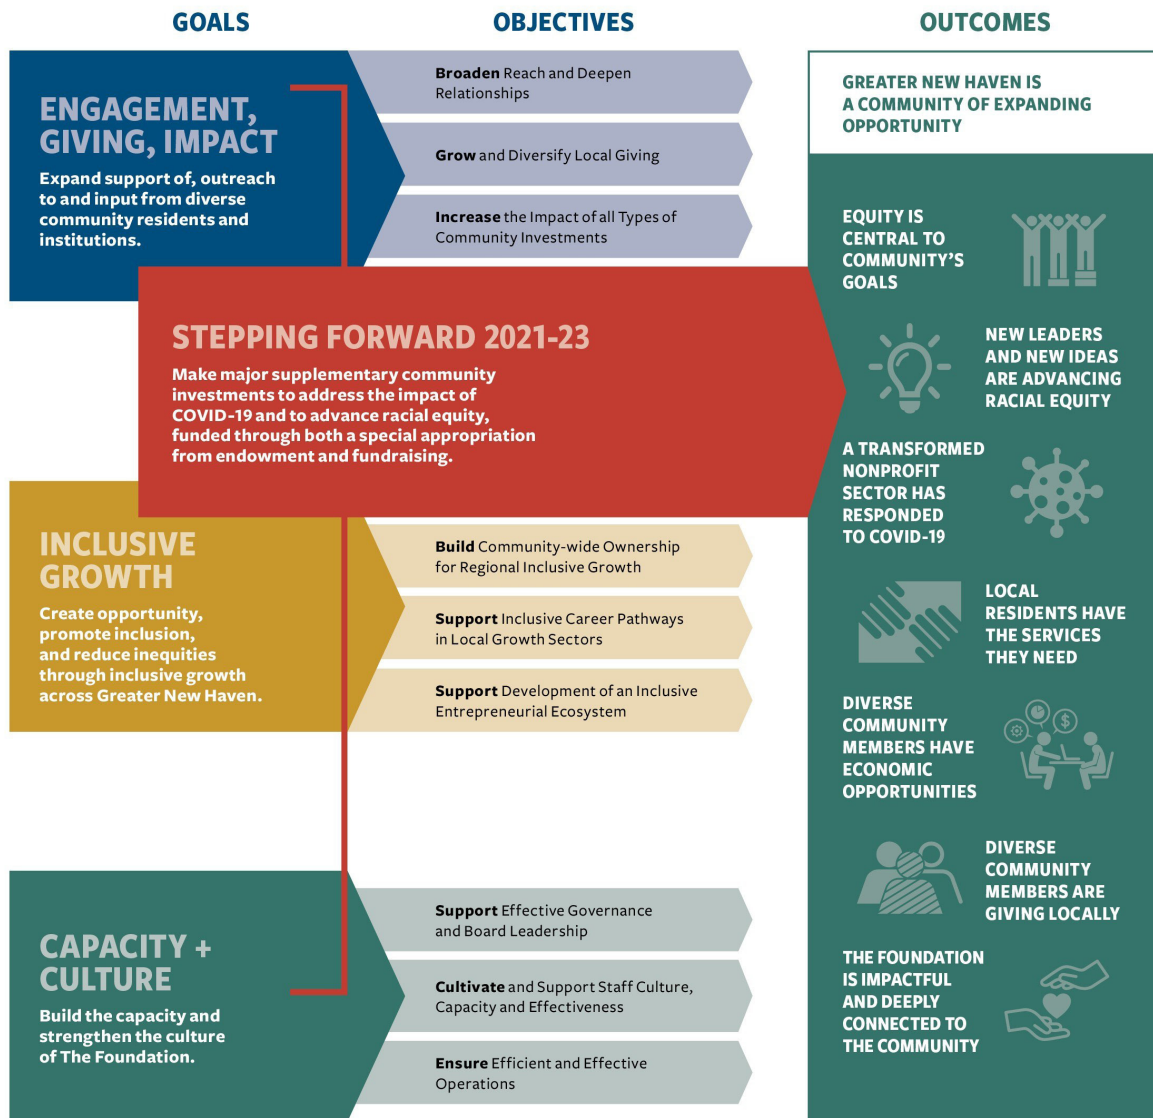 GOALS
OBJECTIVES
OUTCOMES
ENGAGEMENT,
GIVING, IMPACT
Expand support of, outreach
to and input from diverse
community residents and
institutions.
Broaden Reach and Deepen
Relationships
Grow and Diversify Local Giving
Increase the Impact of all Types of
Community Investments
STEPPING FORWARD 2021-23
Make major supplementary community
investments to address the impact of
COVID-19 and to advance racial equity,
funded through both a special appropriation
from endowment and fundraising.
INCLUSIVE
GROWTH
Create opportunity,
promote inclusion,
and reduce inequities
through inclusive growth
across Greater New Haven.
Build Community-wide Ownership
for Regional Inclusive Growth
Support Inclusive Career Pathways
in Local Growth Sectors
Support Development of an Inclusive
Entrepreneurial Ecosystem
CAPACITY +
CULTURE
Build the capacity and
strengthen the culture
of The Foundation.
Support Effective Governance
and Board Leadership
Cultivate and Support Staff Culture,
Capacity and Effectiveness
Ensure Efficient and Effective
Operations
GREATER NEW HAVEN IS
A COMMUNITY OF EXPANDING
OPPORTUNITY
EQUITY IS
CENTRAL TO
COMMUNITY'S
GOALS
NEW LEADERS
AND NEW IDEAS
ARE ADVANCING
RACIAL EQUITY
A TRANSFORMED
NONPROFIT
SECTOR HAS
RESPONDED
TO COVID-19
LOCAL
RESIDENTS HAVE
THE SERVICES
THEY NEED
DIVERSE
COMMUNITY
MEMBERS HAVE
ECONOMIC
OPPORTUNITIES
$
DIVERSE
COMMUNITY
MEMBERS ARE
GIVING LOCALLY
THE FOUNDATION
IS IMPACTFUL
AND DEEPLY
CONNECTED TO
THE COMMUNITY